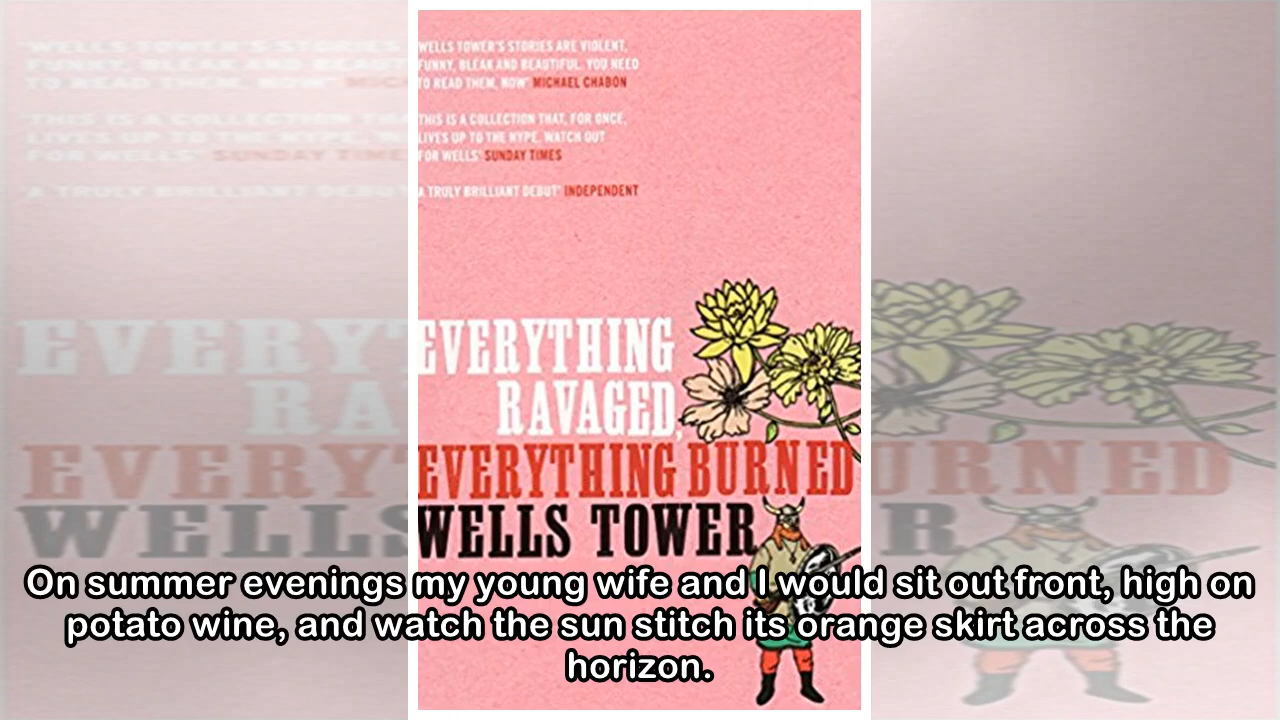 WELLS TOWER'S STORIES ARE VIOLENT,
FUNNY, BLEAK AND BEAUTIFUL. YOU NEED
TO READ THEM, NOW' MICHAEL CHABON
THIS IS A COLLECTION THAT, FOR ONCE,
LIVES UP TO THE HYPE. WATCH OUT
FOR WELLS' SUNDAY TIMES
A TRULY BRILLIANT DEBUT' INDEPENDENT
EVERYTHING
RAVAGED,
EVERYTHING BURNED
WELLS TOWER
On summer evenings my young wife and I would sit out front, high on
potato wine, and watch the sun stitch its orange skirt across the
horizon.